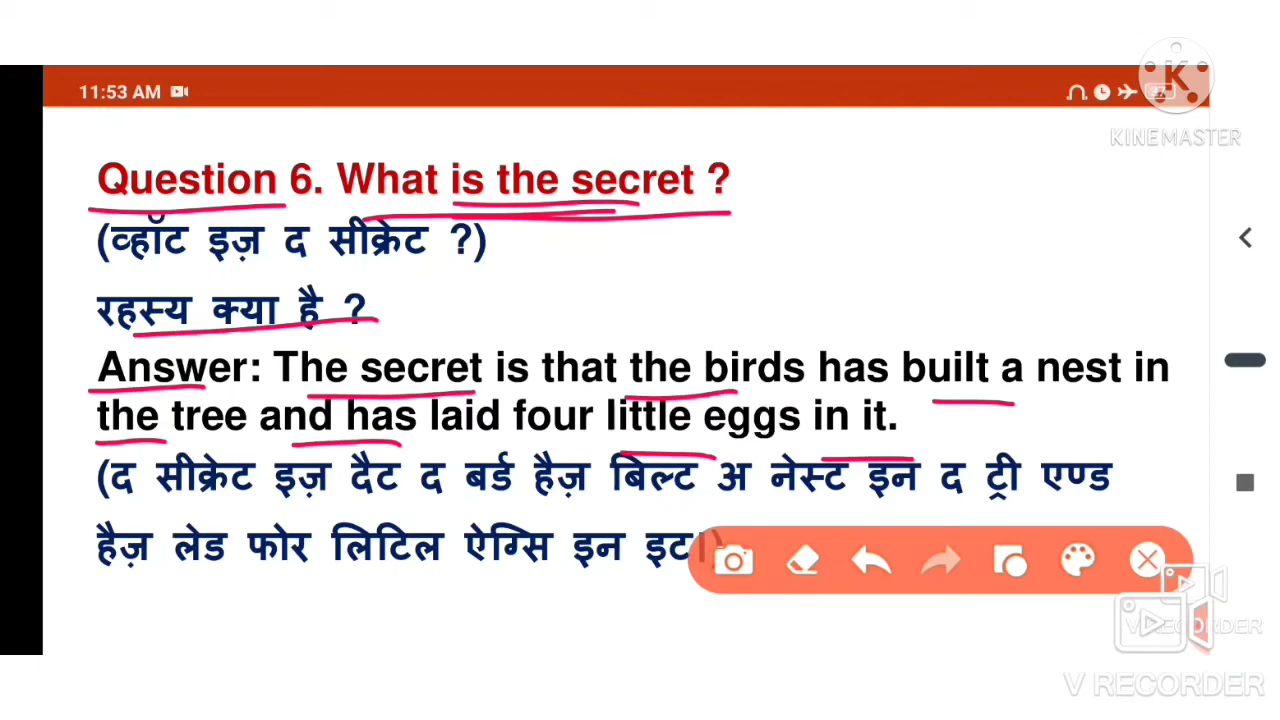 11:53 AM
KINEMASTER
Question 6. What is the secret ?
(व्हॉट इज़ द सीक्रेट ?)
रहस्य क्या है ?
Answer: The secret is that the birds has built a nest in
the tree and has laid four little eggs in it.
(द सीक्रेट इज़ दैट द बर्ड हैज़ बिल्ट अ नेस्ट इन द ट्री एण्ड
हैज़ लेड फोर लिटिल ऐग्सि इन इट।)
V RECORDER
V RECORDER